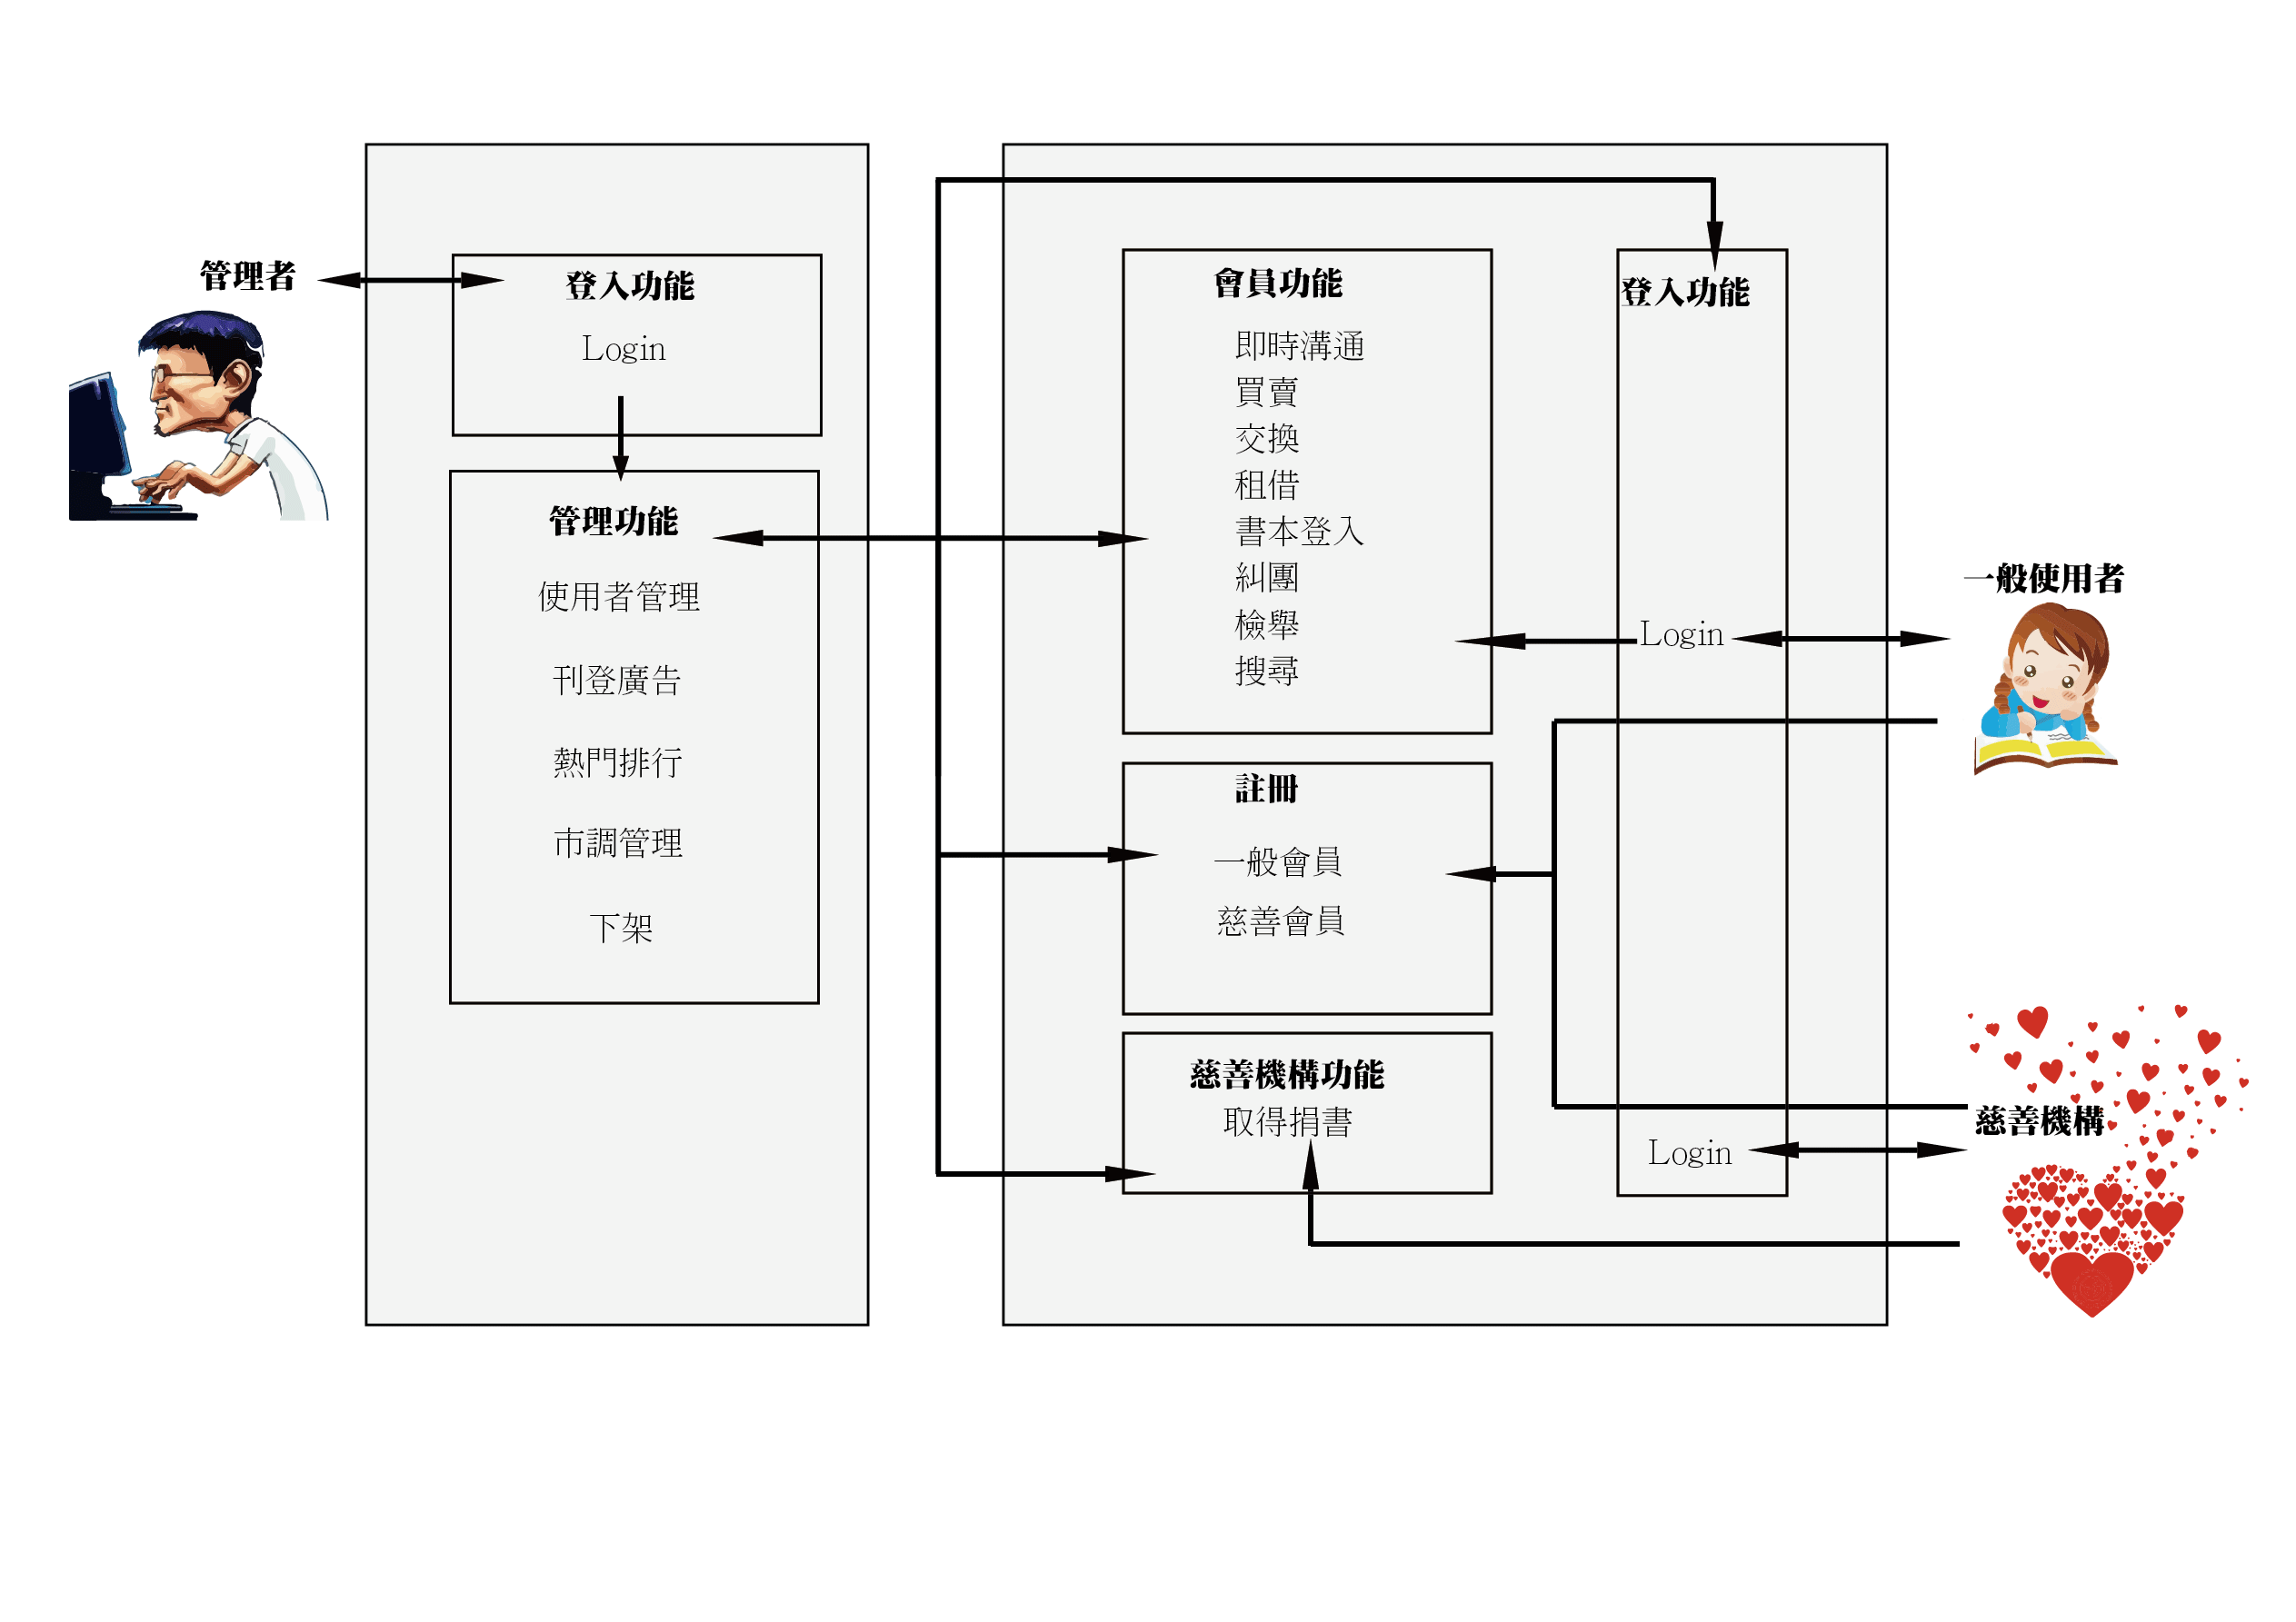 管理者
登入功能
Login
管理功能
使用者管理
刊登廣告
熱門排行
市調管理
下架
會員功能
即時溝通
買賣
交換
租借
書本登入
糾團
檢舉
搜尋
註冊
一般會員
慈善會員
慈善機構功能
取得捐書
登入功能
Login
Login
一般使用者
慈善機構